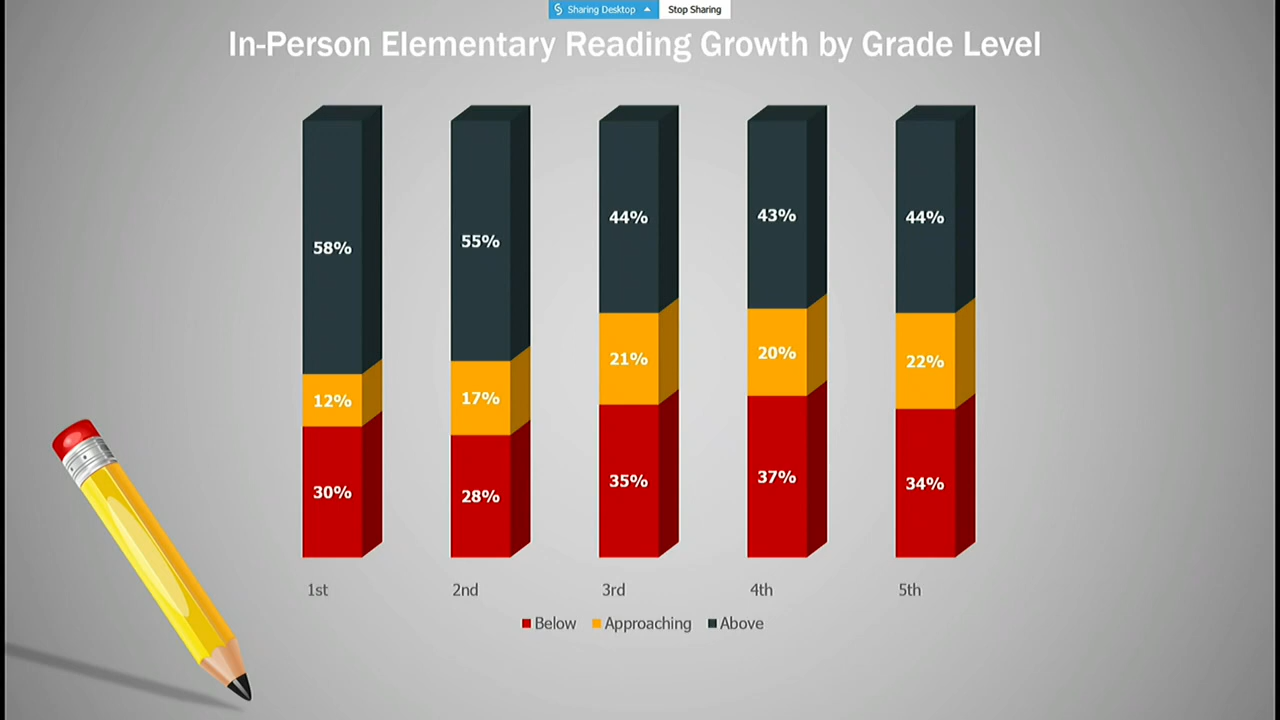 Sharing Desktop Stop Sharing
In-Person Elementary Reading Growth by Grade Level
58% 55% 44% 43% 44%
12% 17% 21% 20% 22%
30% 28% 35% 37% 34%
1st 2nd 3rd 4th 5th
Below Approaching Above